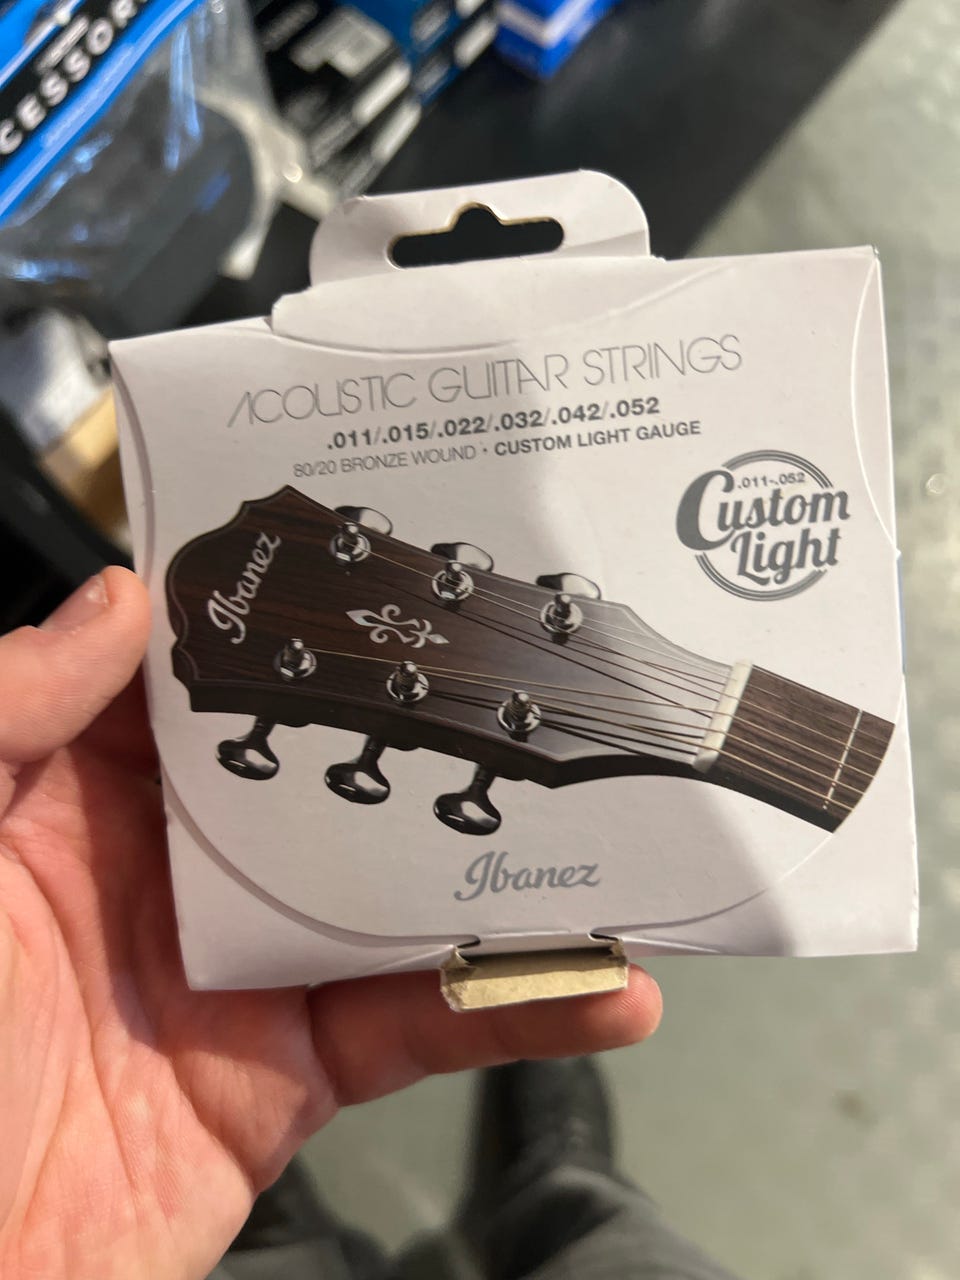 CESSOR
ACOUSTIC GUITAR STRINGS
.011/.015/.022/.032/.042/.052
80/20 BRONZE WOUND · CUSTOM LIGHT GAUGE
.011-.052
Custom
Light
Ibanez
Ibanez